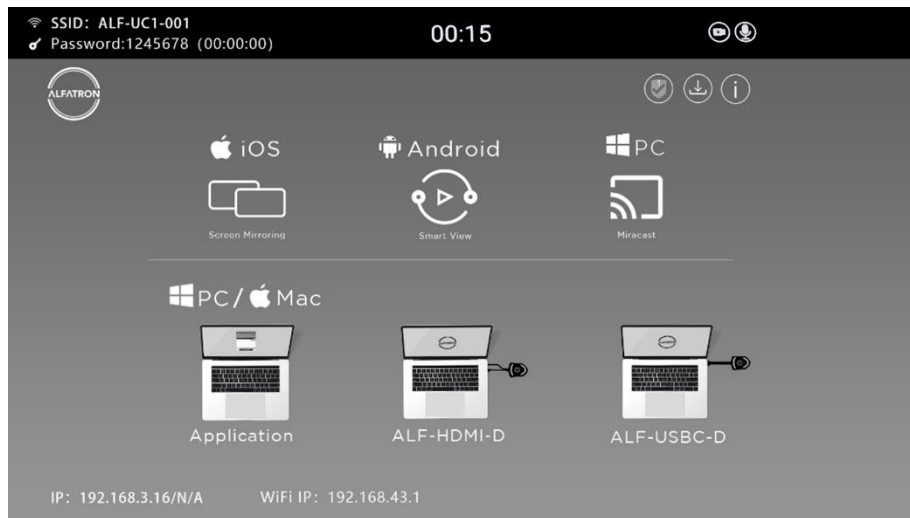 SSID: ALF-UC1-001
Password:1245678 (00:00:00)
00:15
ALFATRON
iOS
Android
PC
Screen Mirroring
Smart View
Miracast
PC/ Mac
Application
ALF-HDMI-D
ALF-USBC-D
IP: 192.168.3.16/N/A
WiFi IP: 192.168.43.1